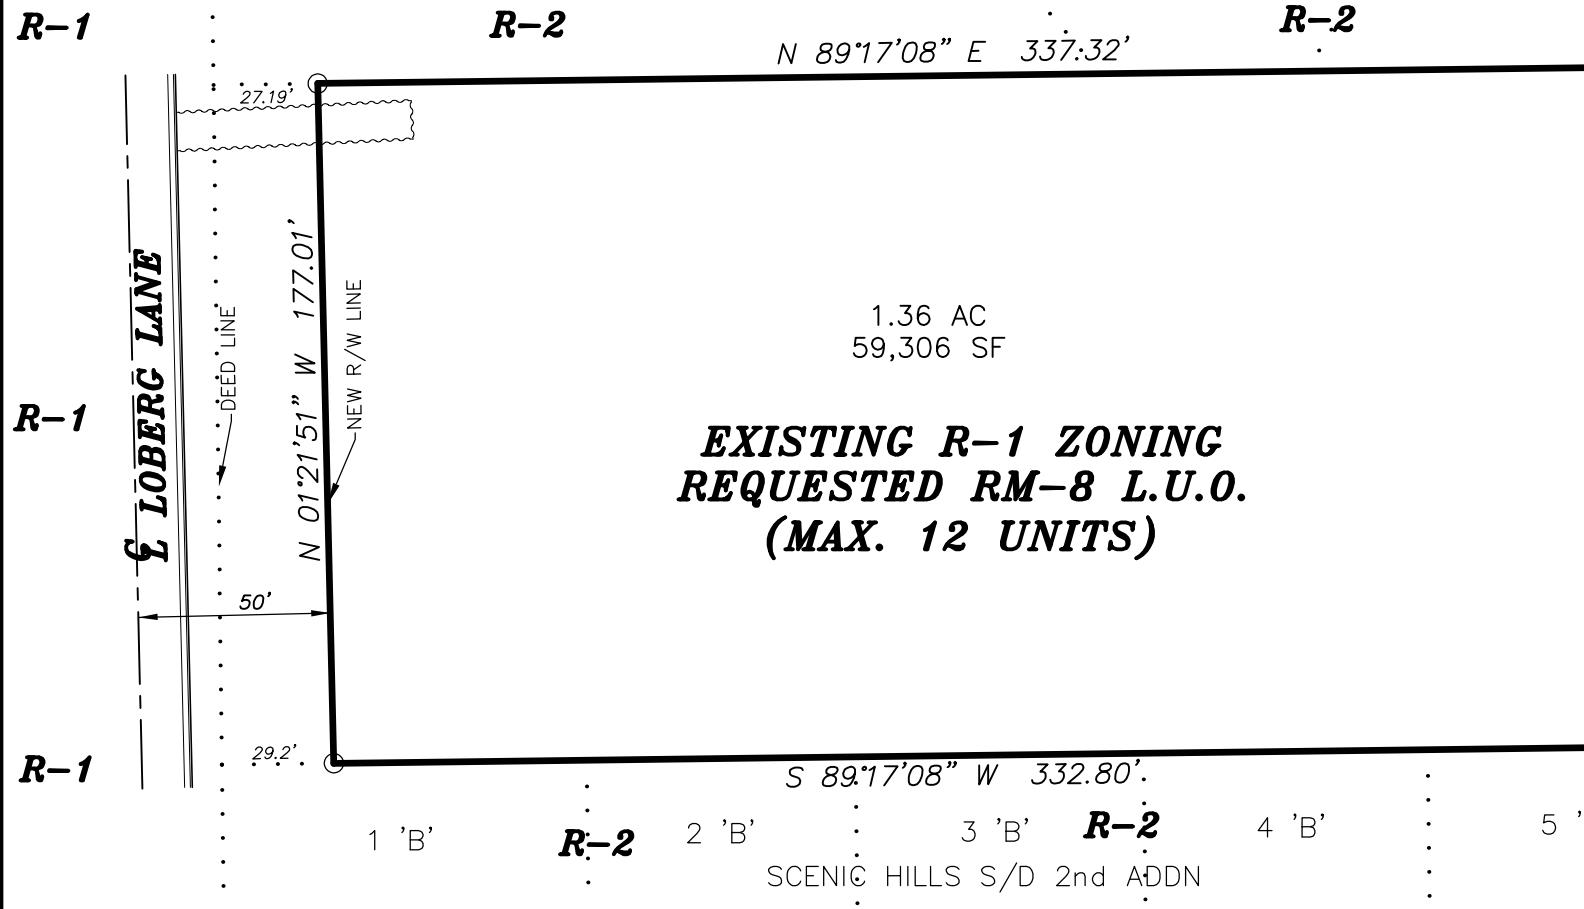 R-1
R-2
R-2
N 89°17'08" E 337.32'
27.19'
N 01°21'51" W 177.01'
NEW R/W LINE
DEED LINE
℄ LOBERG LANE
1.36 AC
59,306 SF
R-1
EXISTING R-1 ZONING
REQUESTED RM-8 L.U.O.
(MAX. 12 UNITS)
50'
29.2'
R-1
S 89°17'08" W 332.80'
1 'B'
R-2
2 'B'
3 'B'
R-2
4 'B'
5 '
SCENIC HILLS S/D 2nd ADDN